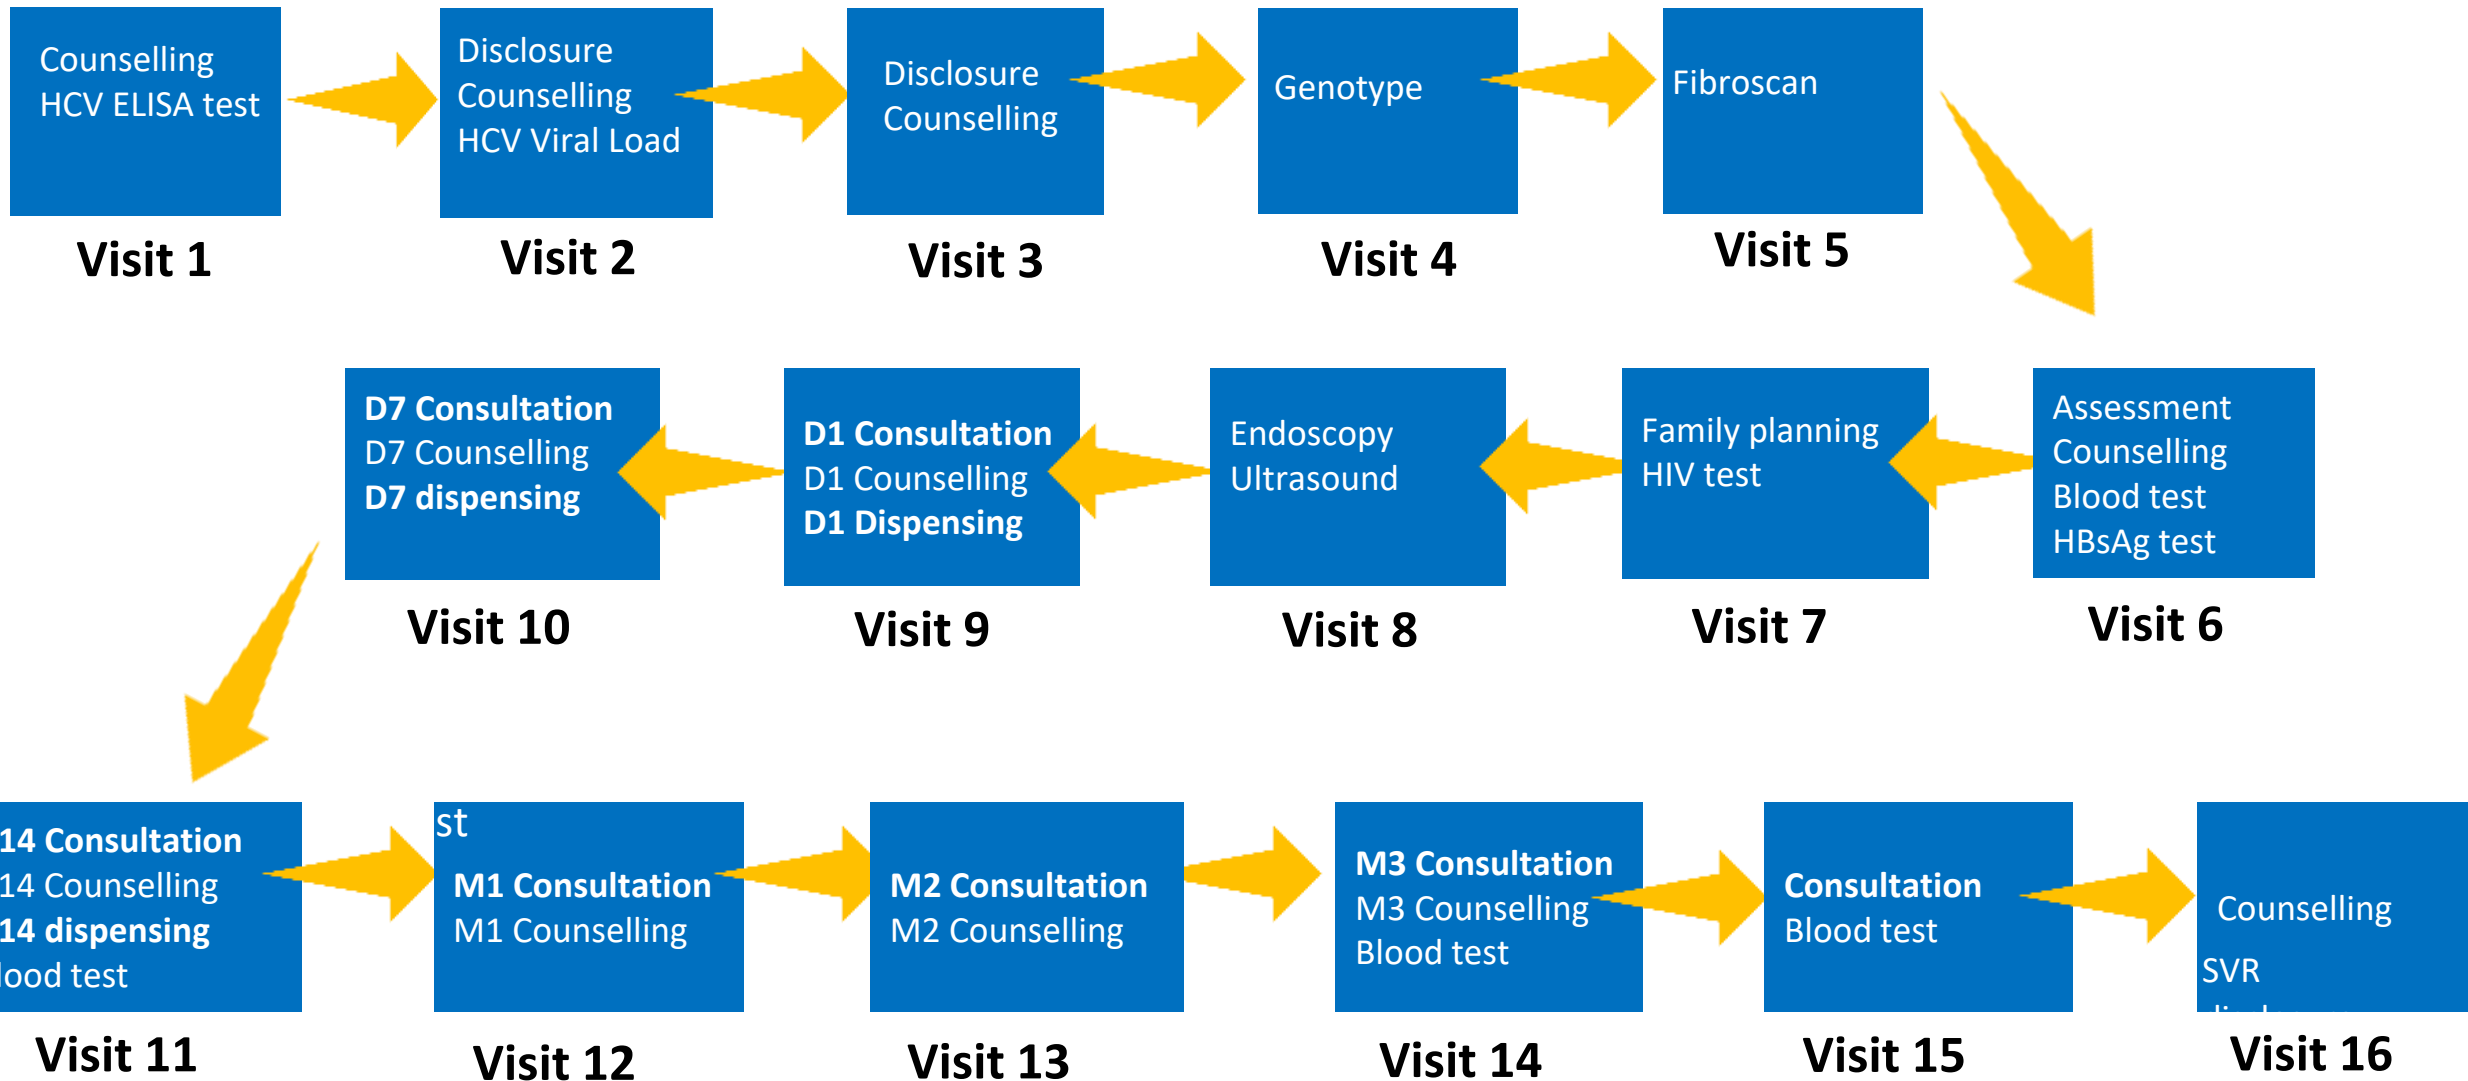 Counselling
HCV ELISA test
Visit 1
Disclosure
Counselling
HCV Viral Load
Visit 2
Disclosure
Counselling
Visit 3
Genotype
Visit 4
Fibroscan
Visit 5
Assessment
Counselling
Blood test
HBsAg test
Visit 6
Family planning
HIV test
Visit 7
Endoscopy
Ultrasound
Visit 8
D1 Consultation
D1 Counselling
D1 Dispensing
Visit 9
D7 Consultation
D7 Counselling
D7 dispensing
Visit 10
14 Consultation
14 Counselling
14 dispensing
lood test
Visit 11
st
M1 Consultation
M1 Counselling
Visit 12
M2 Consultation
M2 Counselling
Visit 13
M3 Consultation
M3 Counselling
Blood test
Visit 14
Consultation
Blood test
Visit 15
Counselling
SVR
Visit 16